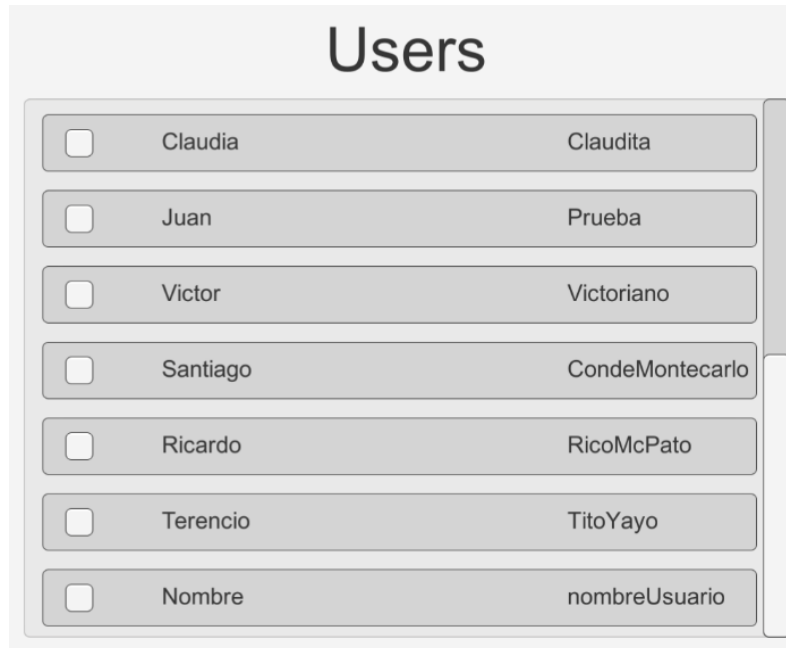 Users
Claudia Claudita
Juan Prueba
Victor Victoriano
Santiago CondeMontecarlo
Ricardo RicoMcPato
Terencio TitoYayo
Nombre nombreUsuario